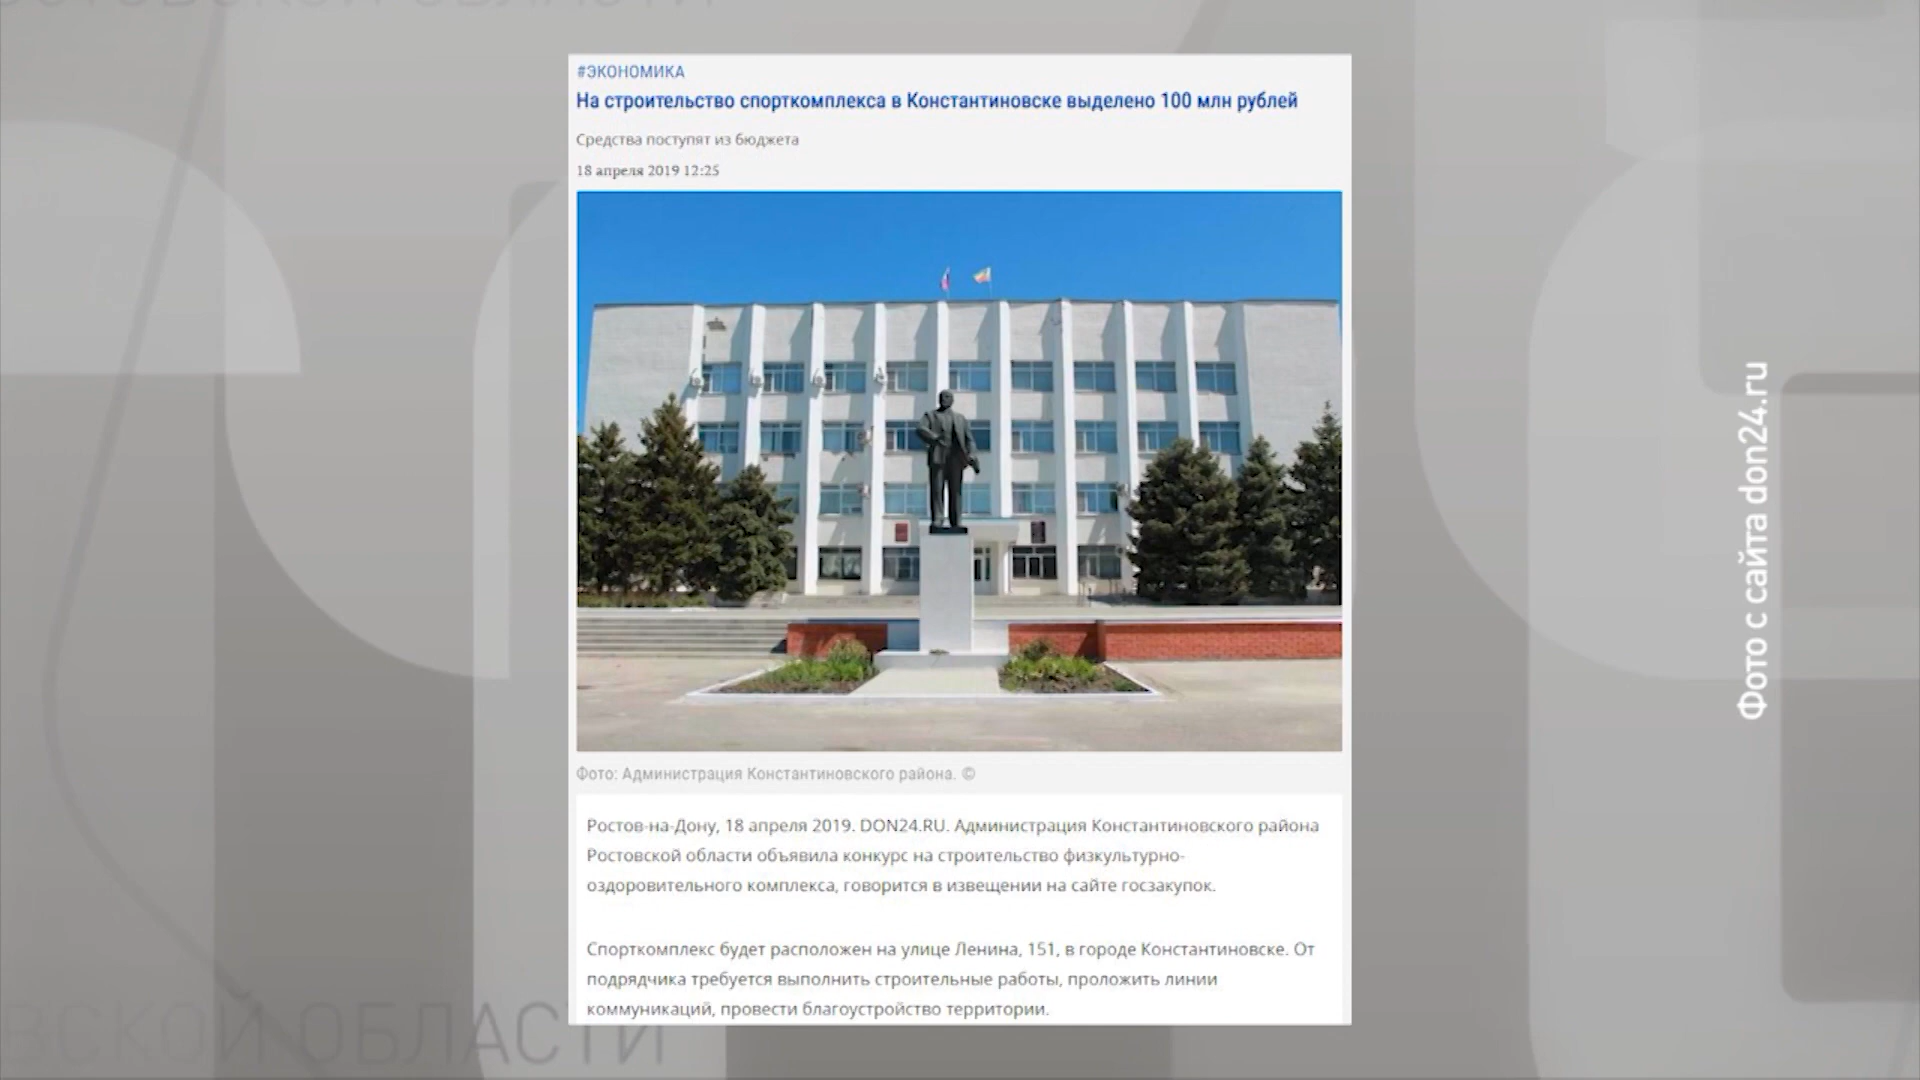 #ЭКОНОМИКА
На строительство спорткомплекса в Константиновске выделено 100 млн рублей
Средства поступят из бюджета
18 апреля 2019 12:25
Фото: Администрация Константиновского района. ©
Ростов-на-Дону, 18 апреля 2019. DON24.RU. Администрация Константиновского района
Ростовской области объявила конкурс на строительство физкультурно-
оздоровительного комплекса, говорится в извещении на сайте госзакупок.
Спорткомплекс будет расположен на улице Ленина, 151, в городе Константиновске. От
подрядчика требуется выполнить строительные работы, проложить линии
коммуникаций, провести благоустройство территории.
Фото с сайта don24.ru
ВСКОЙ ОБЛАСТИ